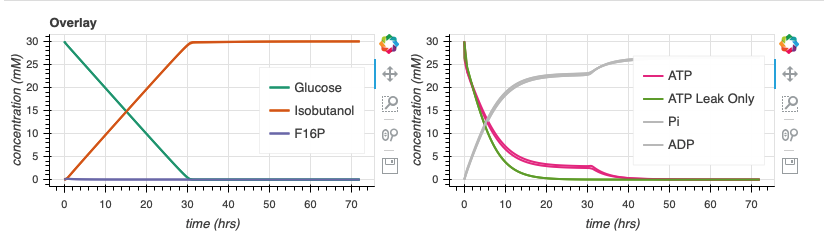 Overlay
concentration (mM)
30
25
20
15
10
5
0
Glucose
Isobutanol
F16P
0 10 20 30 40 50 60 70
time (hrs)
concentration (mM)
30
25
20
15
10
5
0
ATP
ATP Leak Only
Pi
ADP
0 10 20 30 40 50 60 70
time (hrs)